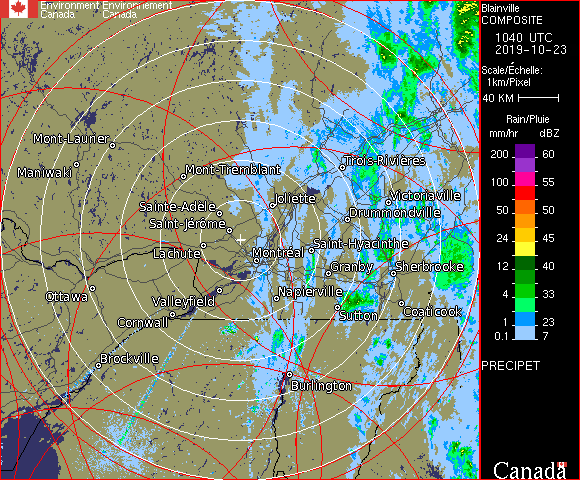 Environment Environnement
Canada Canada
Blainville
COMPOSITE
1040 UTC
2019-10-23
Scale/Échelle:
1km/Pixel
40 KM
Rain/Pluie
mm/hr dBZ
200 60
100 55
50 50
24 45
12 40
4 33
1 23
0.1 7
PRECIPET
Canada
Mont-Laurier
Maniwaki
Mont-Tremblant
Trois-Rivières
Joliette
Victoriaville
Sainte-Adele
Drummondville
Saint-Jérôme
Saint-Hyacinthe
Lachute
Montréal
Granby
Sherbrooke
Ottawa
Valleyfield
Napierville
Cornwall
Sutton
Coaticook
Brockville
Burlington